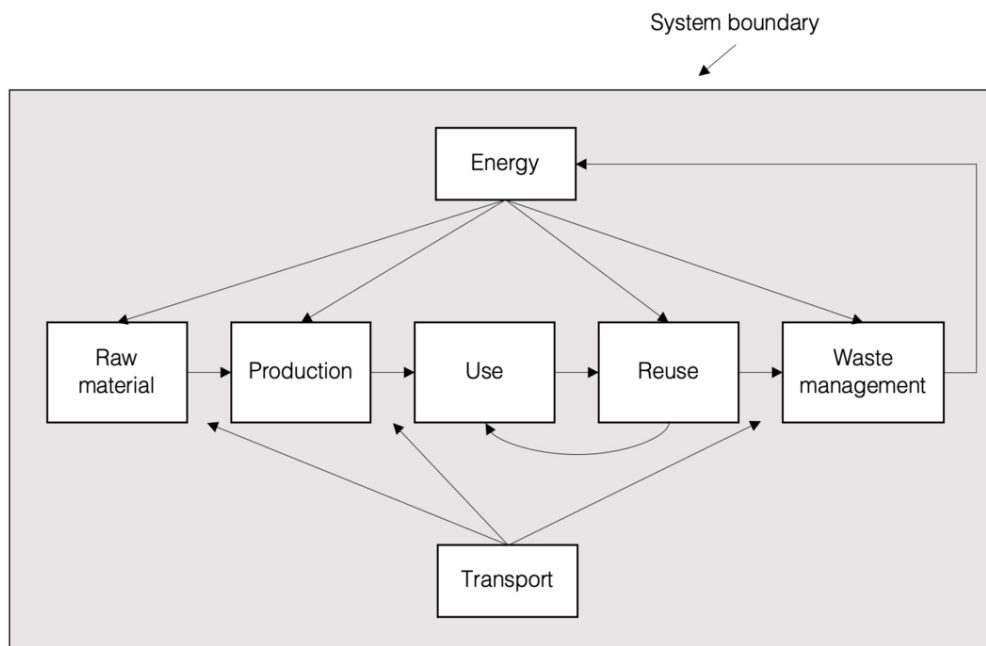 System boundary
Energy
Raw
material
Production
Use
Reuse
Waste
management
Transport